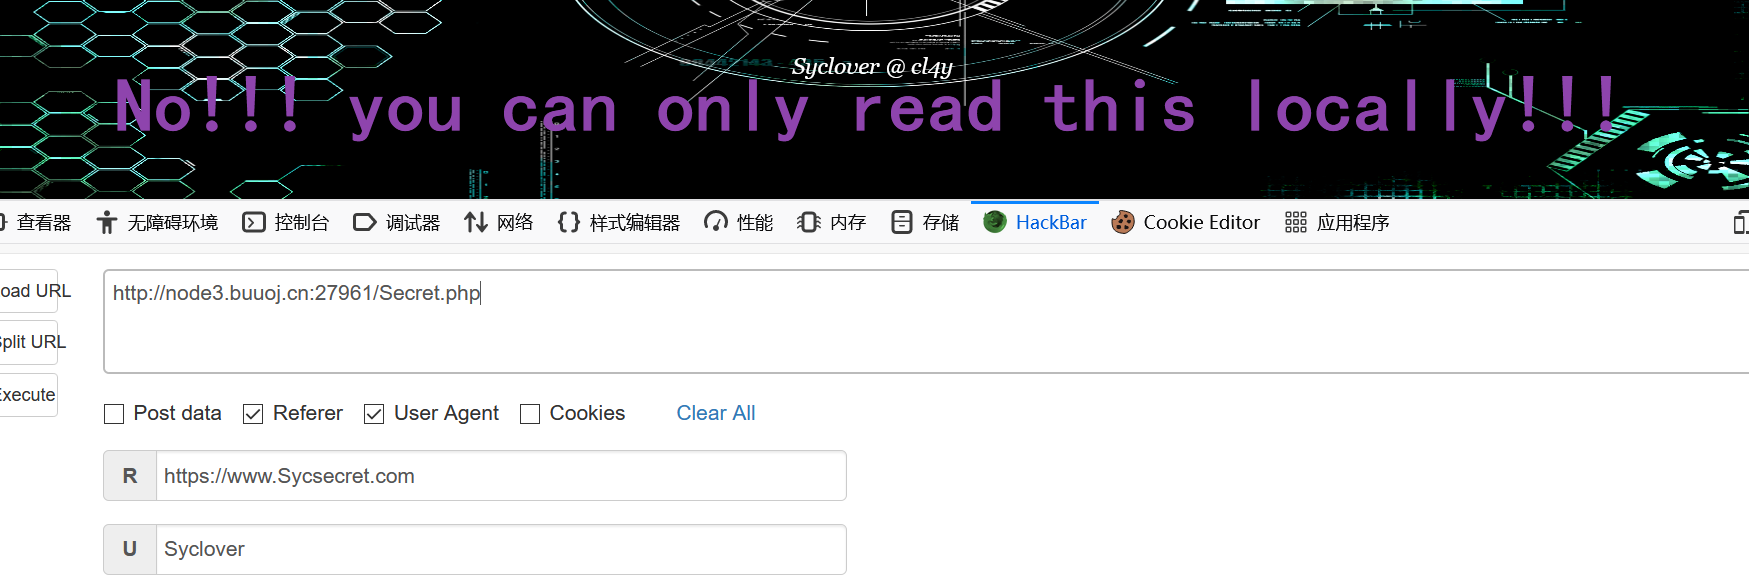 Syclover @ cl4y
No!!! you can only read this locally!!!
查看器 无障碍环境 控制台 调试器 网络 样式编辑器 性能 内存 存储 HackBar Cookie Editor 应用程序
oad URL
http://node3.buuoj.cn:27961/Secret.php
Split URL
Execute
Post data Referer User Agent Cookies Clear All
R https://www.Sycsecret.com
U Syclover